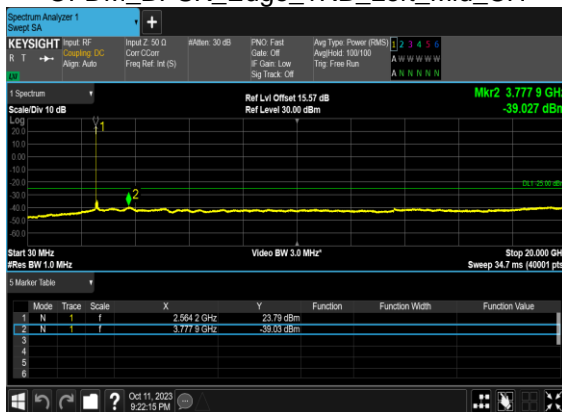 Spectrum Analyzer 1
Swept SA
+
KEYSIGHT
R T
LU
Input: RF
Coupling: DC
Align: Auto
Input Z: 50 Ω
Corr CCorr
Freq Ref: Int (S)
#Atten: 30 dB
PNO: Fast
Gate: Off
IF Gain: Low
Sig Track: Off
Avg Type: Power (RMS)
Avg|Hold: 100/100
Trig: Free Run
1 2 3 4 5 6
A W W W W W
A N N N N N
1 Spectrum
Scale/Div 10 dB
Ref Lvl Offset 15.57 dB
Ref Level 30.00 dBm
Mkr2 3.777 9 GHz
-39.027 dBm
Log
20.0
10.0
0.00
-10.0
-20.0
-30.0
-40.0
-50.0
-60.0
1
2
Start 30 MHz
#Res BW 1.0 MHz
Video BW 3.0 MHz*
Stop 20.000 GH
Sweep 34.7 ms (40001 pts
5 Marker Table
Mode Trace Scale X Y Function Function Width Function Value
1 N 1 f 2.564 2 GHz 23.79 dBm
2 N 1 f 3.777 9 GHz -39.03 dBm
3
4
5
6
?
Oct 11, 2023
9:22:15 PM